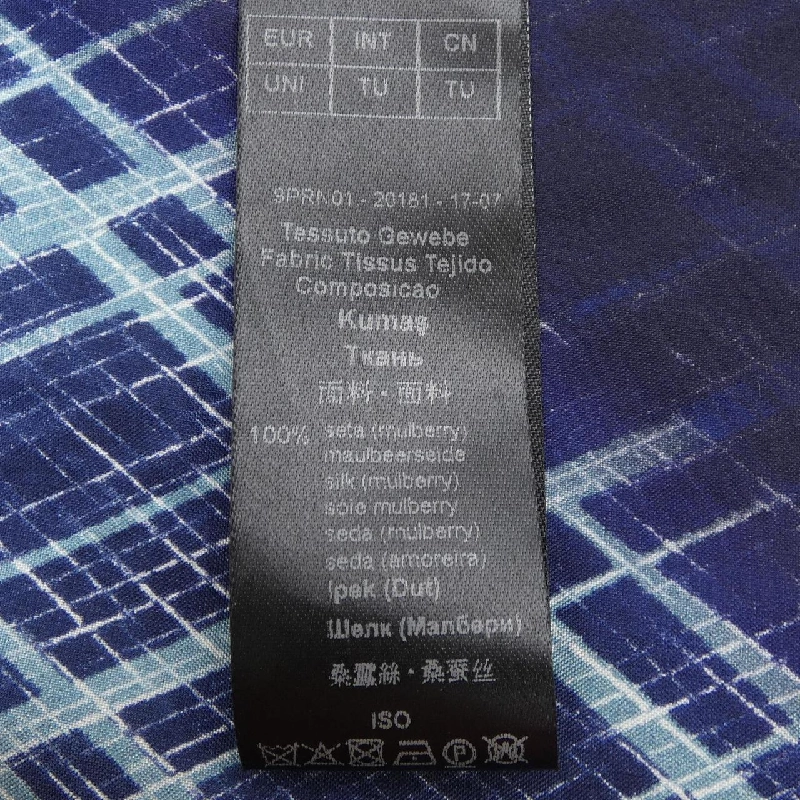 EUR INT CN
UNI TU TU
9PRN01 - 20181 - 17-07
Tessuto Gewebe
Fabric Tissus Tejido
Composicao
Kumaş
Ткань
面料 · 面料
100% seta (mulberry)
maulbeerseide
silk (mulberry)
soie mulberry
seda (mulberry)
seda (amoreira)
Ipek (Dut)
Шелк (Малбери)
桑蠶絲 · 桑蚕丝
ISO
P
W